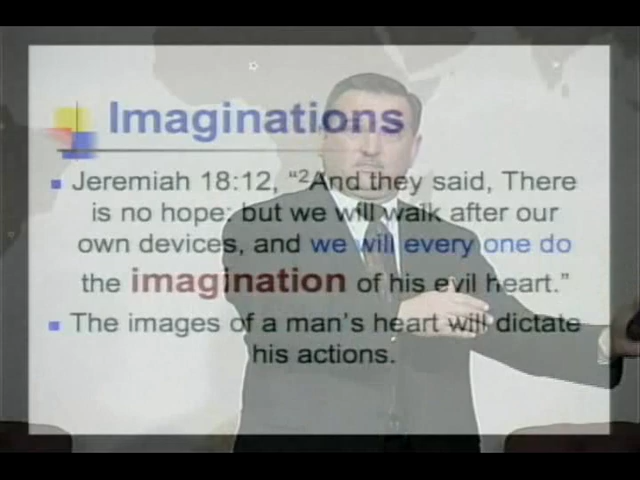 Imaginations
Jeremiah 18:12, “²And they said, There
is no hope: but we will walk after our
own devices, and we will every one do
the imagination of his evil heart.”
The images of a man’s heart will dictate
his actions.